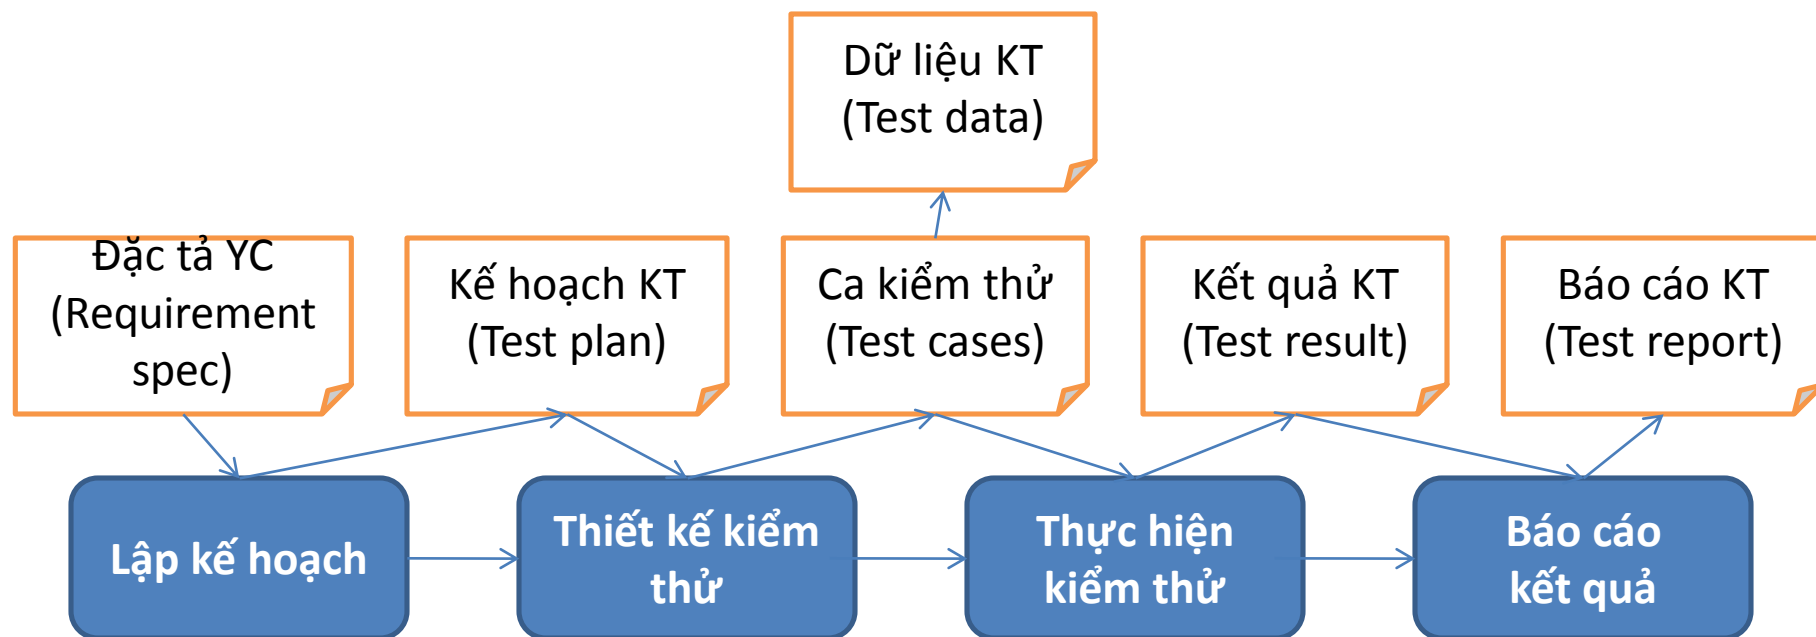 Dữ liệu KT
(Test data)
Đặc tả YC
(Requirement
spec)
Kế hoạch KT
(Test plan)
Ca kiểm thử
(Test cases)
Kết quả KT
(Test result)
Báo cáo KT
(Test report)
Lập kế hoạch
Thiết kế kiểm
thử
Thực hiện
kiểm thử
Báo cáo
kết quả